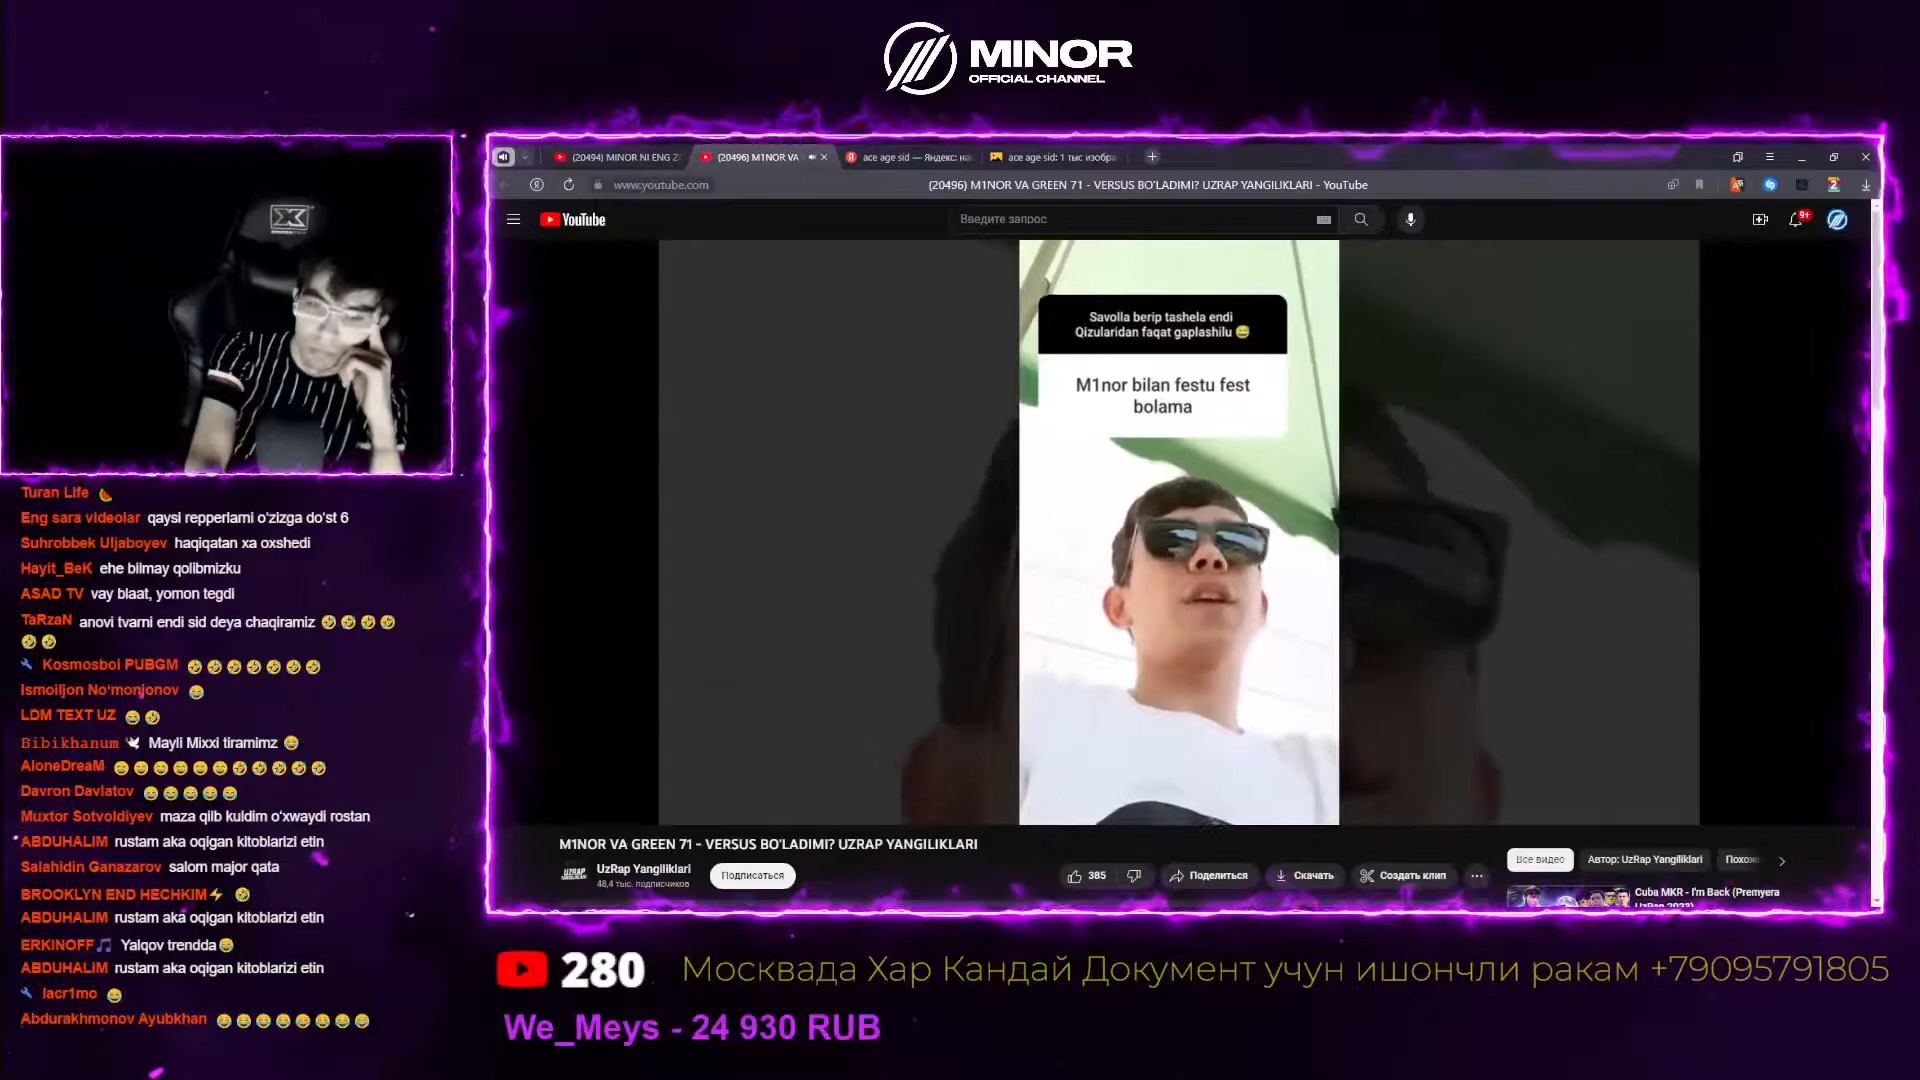 MINOR
OFFICIAL CHANNEL
(20494) MINOR NI ENG Z
(20496) M1NOR VA
ace age sid — Яндекс: на
ace age sid: 1 тыс изобра
www.youtube.com
(20496) M1NOR VA GREEN 71 - VERSUS BO'LADIMI? UZRAP YANGILIKLARI - YouTube
YouTube
Введите запрос
9+
Savolla berip tashela endi
Qizularidan faqat gaplashilu 😅
M1nor bilan festu fest
bolama
M1NOR VA GREEN 71 - VERSUS BO'LADIMI? UZRAP YANGILIKLARI
UzRap Yangiliklari
48,4 тыс. подписчиков
Подписаться
385
Поделиться
Скачать
Создать клип
Все видео
Автор: UzRap Yangiliklari
Похож
Cuba MKR - I'm Back (Premyera
UzRap 2023)
Turan Life 🍉
Eng sara videolar qaysi repperlarni o'zizga do'st 6
Suhrobbek Uljaboyev haqiqatan xa oxshedi
Hayit_BeK ehe bilmay qolibmizku
ASAD TV vay blaat, yomon tegdi
TaRzaN anovi tvarni endi sid deya chaqiramiz 🤣🤣🤣🤣
🤣🤣
Kosmosboi PUBGM 🤣🤣🤣🤣🤣🤣🤣
Ismoiljon No'monjonov 😂
LDM TEXT UZ 😂🤣
Bibikhanum 🕊 Mayli Mixxi tiramimz 😂
AloneDreaM 😄😄😄😄😄😄🤣🤣🤣🤣🤣
Davron Davlatov 😂😂😂😂😂
Muxtor Sotvoldiyev maza qilb kuldim o'xwaydi rostan
ABDUHALIM rustam aka oqigan kitoblarizi etin
Salahidin Ganazarov salom major qata
BROOKLYN END HECHKIM⚡ 🤣
ABDUHALIM rustam aka oqigan kitoblarizi etin
ERKINOFF🎵 Yalqov trendda😂
ABDUHALIM rustam aka oqigan kitoblarizi etin
lacr1mo 😂
Abdurakhmonov Ayubkhan 😂😂😂😂😂😂😂😂
280
Москвада Хар Кандай Документ учун ишончли ракам +79095791805
We_Meys - 24 930 RUB